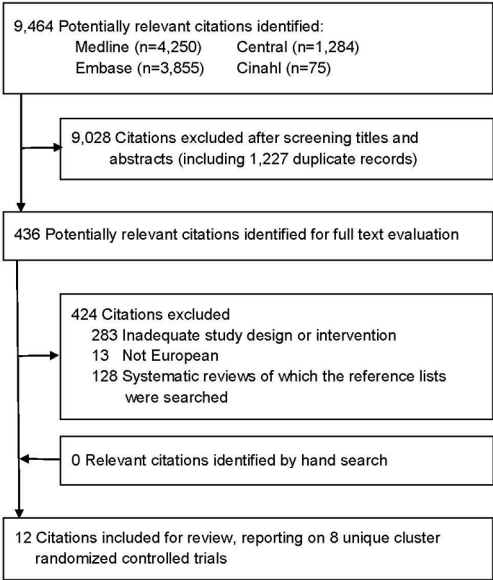 9,464 Potentially relevant citations identified:
Medline (n=4,250) Central (n=1,284)
Embase (n=3,855) Cinahl (n=75)
9,028 Citations excluded after screening titles and
abstracts (including 1,227 duplicate records)
436 Potentially relevant citations identified for full text evaluation
424 Citations excluded
283 Inadequate study design or intervention
13 Not European
128 Systematic reviews of which the reference lists
were searched
0 Relevant citations identified by hand search
12 Citations included for review, reporting on 8 unique cluster
randomized controlled trials